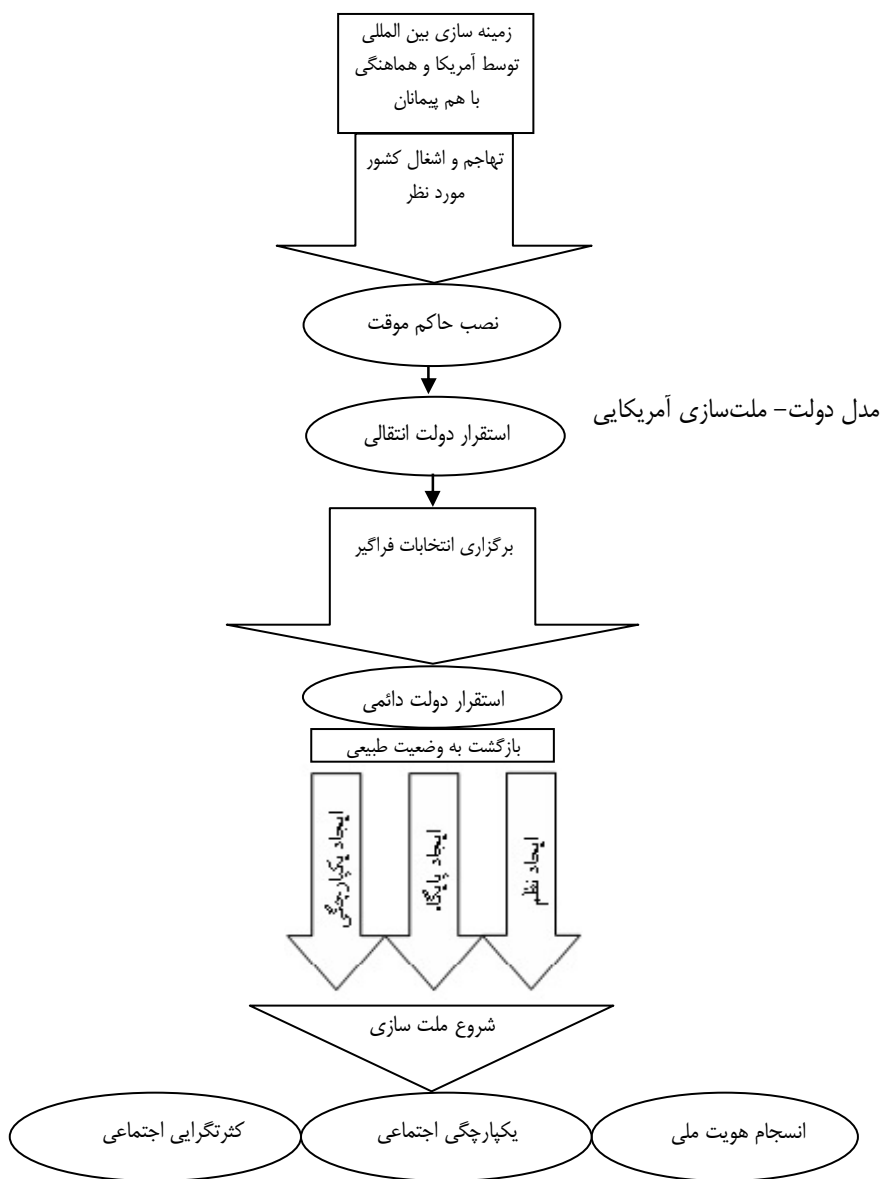 زمینه سازی بین المللی
توسط آمریکا و هماهنگی
با هم پیمانان
تهاجم و اشغال کشور
مورد نظر
نصب حاکم موقت
استقرار دولت انتقالی
مدل دولت- ملت‌سازی آمریکایی
برگزاری انتخابات فراگیر
استقرار دولت دائمی
بازگشت به وضعیت طبیعی
ایجاد نظم
ایجاد پایگاه
ایجاد یکپارچگی
شروع ملت سازی
انسجام هویت ملی
یکپارچگی اجتماعی
کثرتگرایی اجتماعی